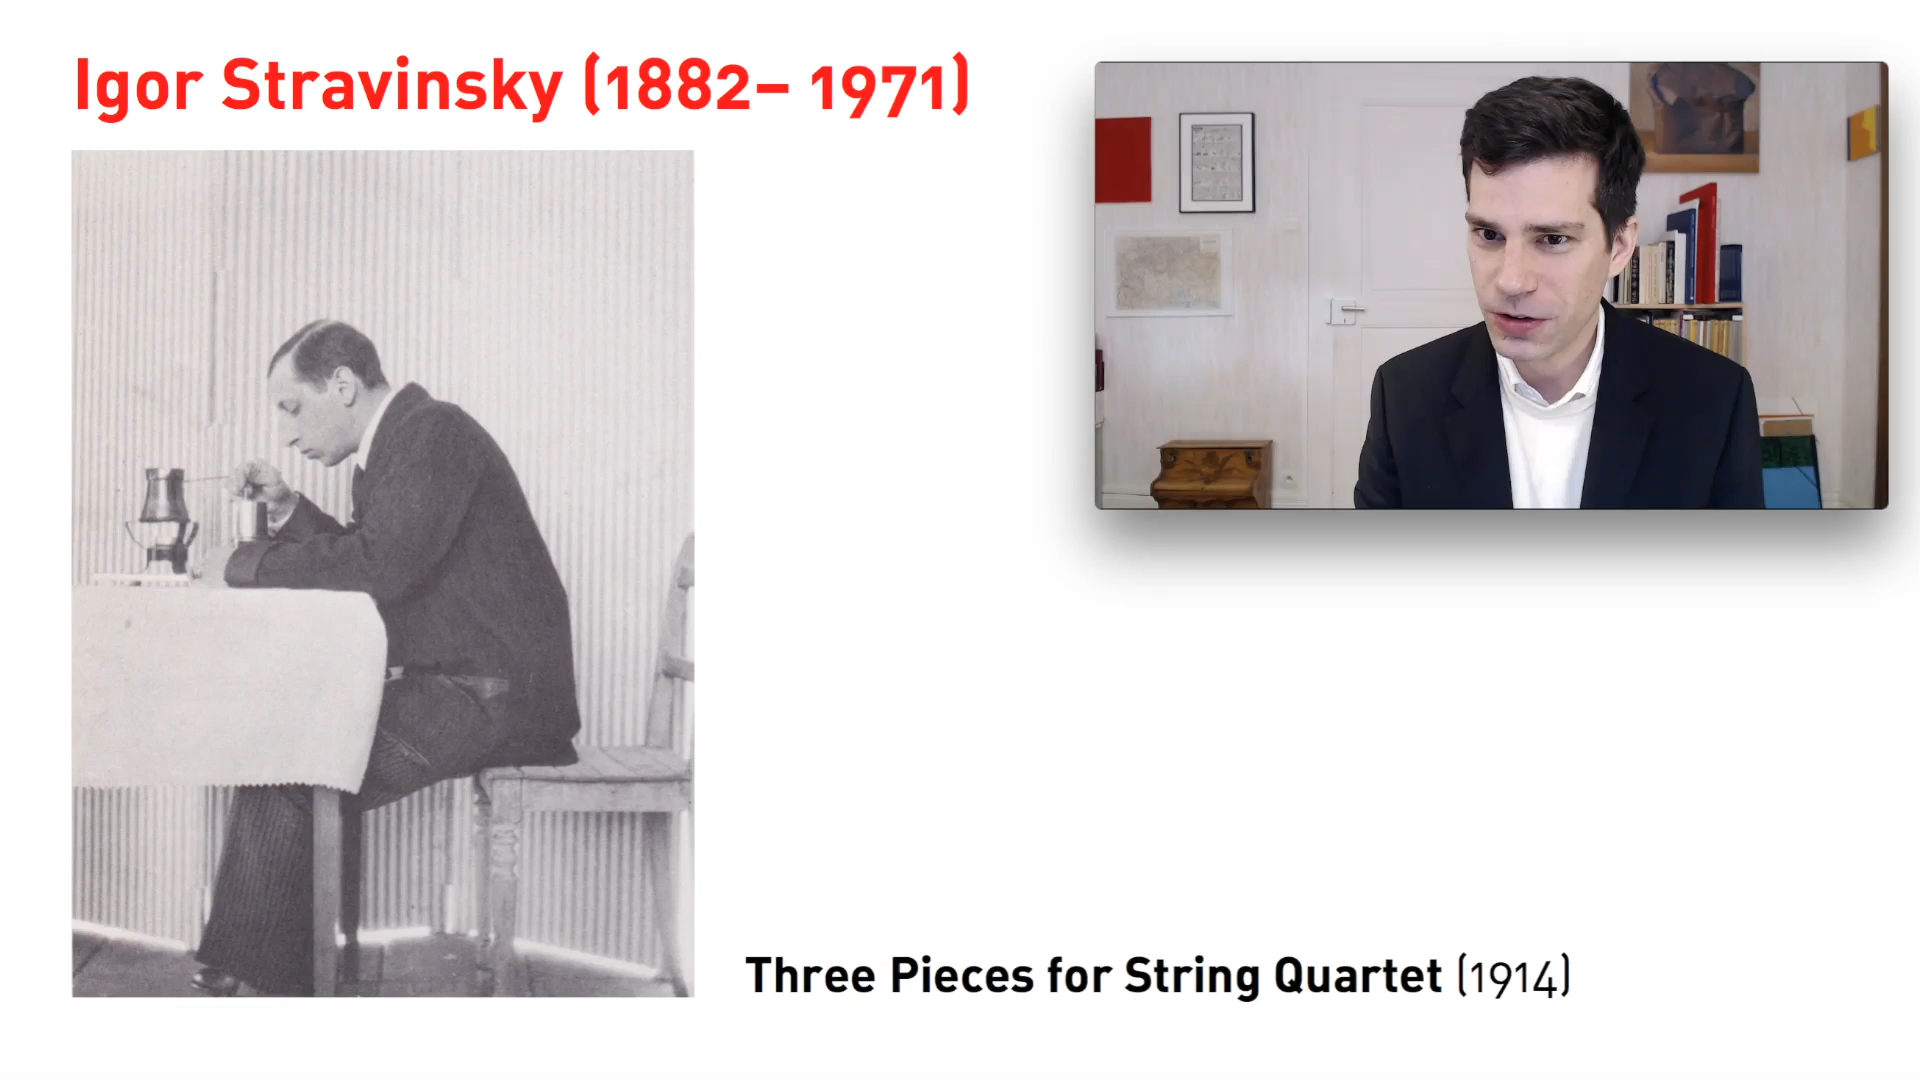 Igor Stravinsky (1882– 1971)
Three Pieces for String Quartet (1914)